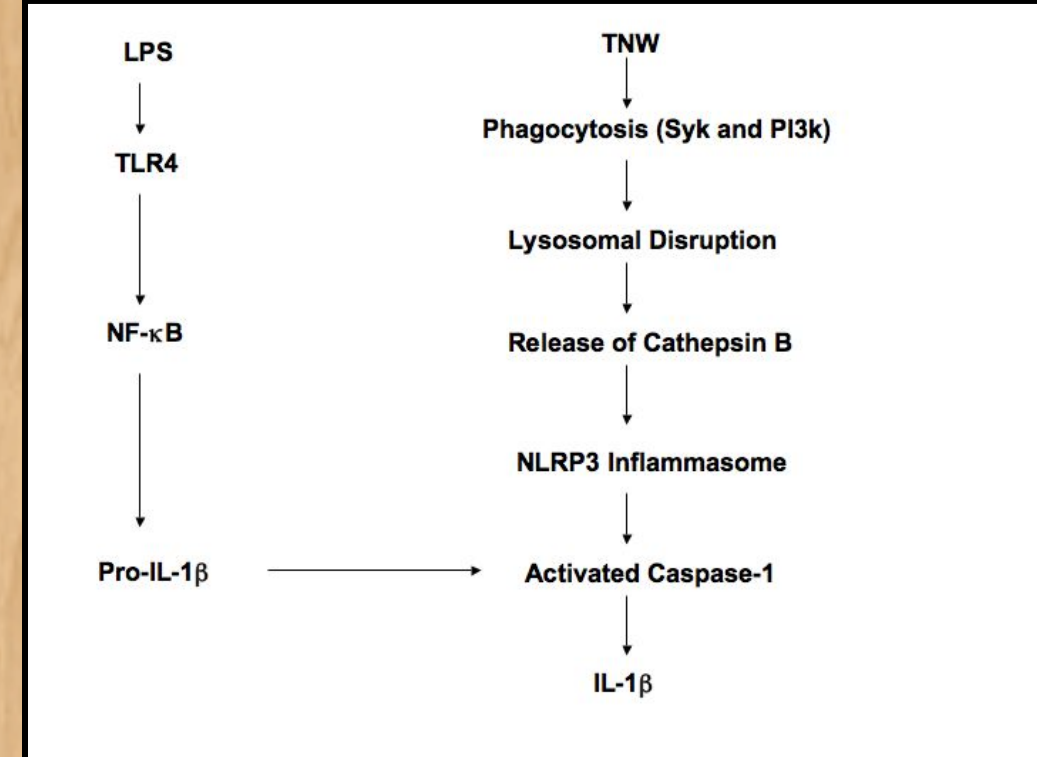 LPS
TLR4
NF-κB
Pro-IL-1β
TNW
Phagocytosis (Syk and PI3k)
Lysosomal Disruption
Release of Cathepsin B
NLRP3 Inflammasome
Activated Caspase-1
IL-1β